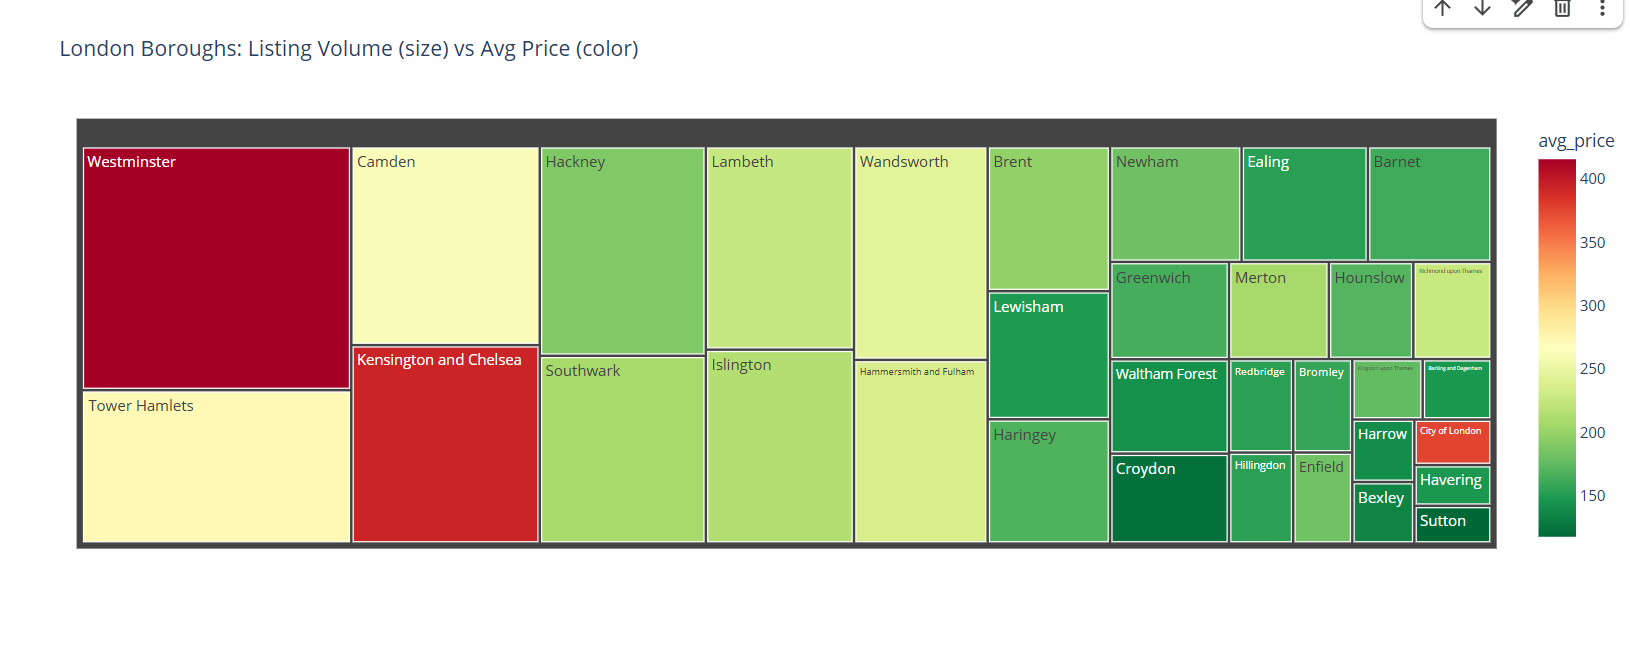 London Boroughs: Listing Volume (size) vs Avg Price (color)
Westminster
Tower Hamlets
Camden
Kensington and Chelsea
Hackney
Southwark
Lambeth
Islington
Wandsworth
Hammersmith and Fulham
Brent
Lewisham
Haringey
Newham
Ealing
Barnet
Greenwich
Merton
Hounslow
Richmond upon Thames
Waltham Forest
Redbridge
Bromley
Kingston upon Thames
Barking and Dagenham
Croydon
Hillingdon
Enfield
Harrow
City of London
Bexley
Havering
Sutton
avg_price
400
350
300
250
200
150